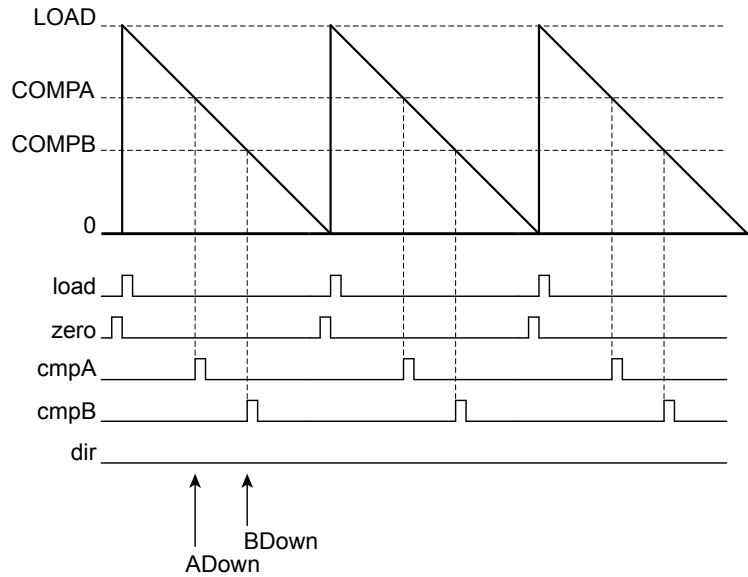 LOAD
COMPA
COMPB
0
load
zero
cmpA
cmpB
dir
BDown
ADown